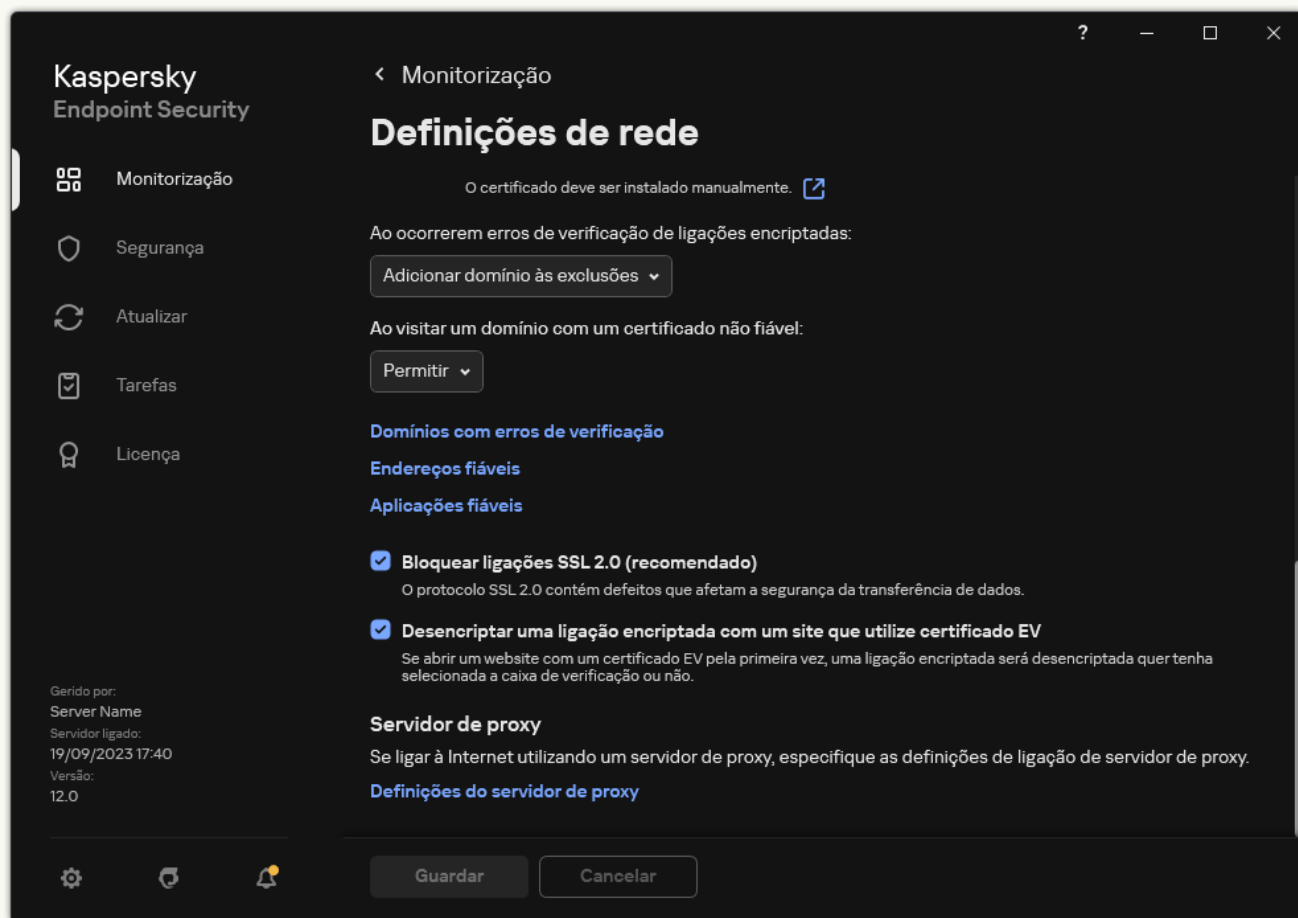 ?
Kaspersky
Endpoint Security
Monitorização
Segurança
Atualizar
Tarefas
Licença
Gerido por:
Server Name
Servidor ligado:
19/09/2023 17:40
Versão:
12.0
Monitorização
Definições de rede
O certificado deve ser instalado manualmente.
Ao ocorrerem erros de verificação de ligações encriptadas:
Adicionar domínio às exclusões
Ao visitar um domínio com um certificado não fiável:
Permitir
Domínios com erros de verificação
Endereços fiáveis
Aplicações fiáveis
Bloquear ligações SSL 2.0 (recomendado)
O protocolo SSL 2.0 contém defeitos que afetam a segurança da transferência de dados.
Desencriptar uma ligação encriptada com um site que utilize certificado EV
Se abrir um website com um certificado EV pela primeira vez, uma ligação encriptada será desencriptada quer tenha
selecionada a caixa de verificação ou não.
Servidor de proxy
Se ligar à Internet utilizando um servidor de proxy, especifique as definições de ligação de servidor de proxy.
Definições do servidor de proxy
Guardar
Cancelar